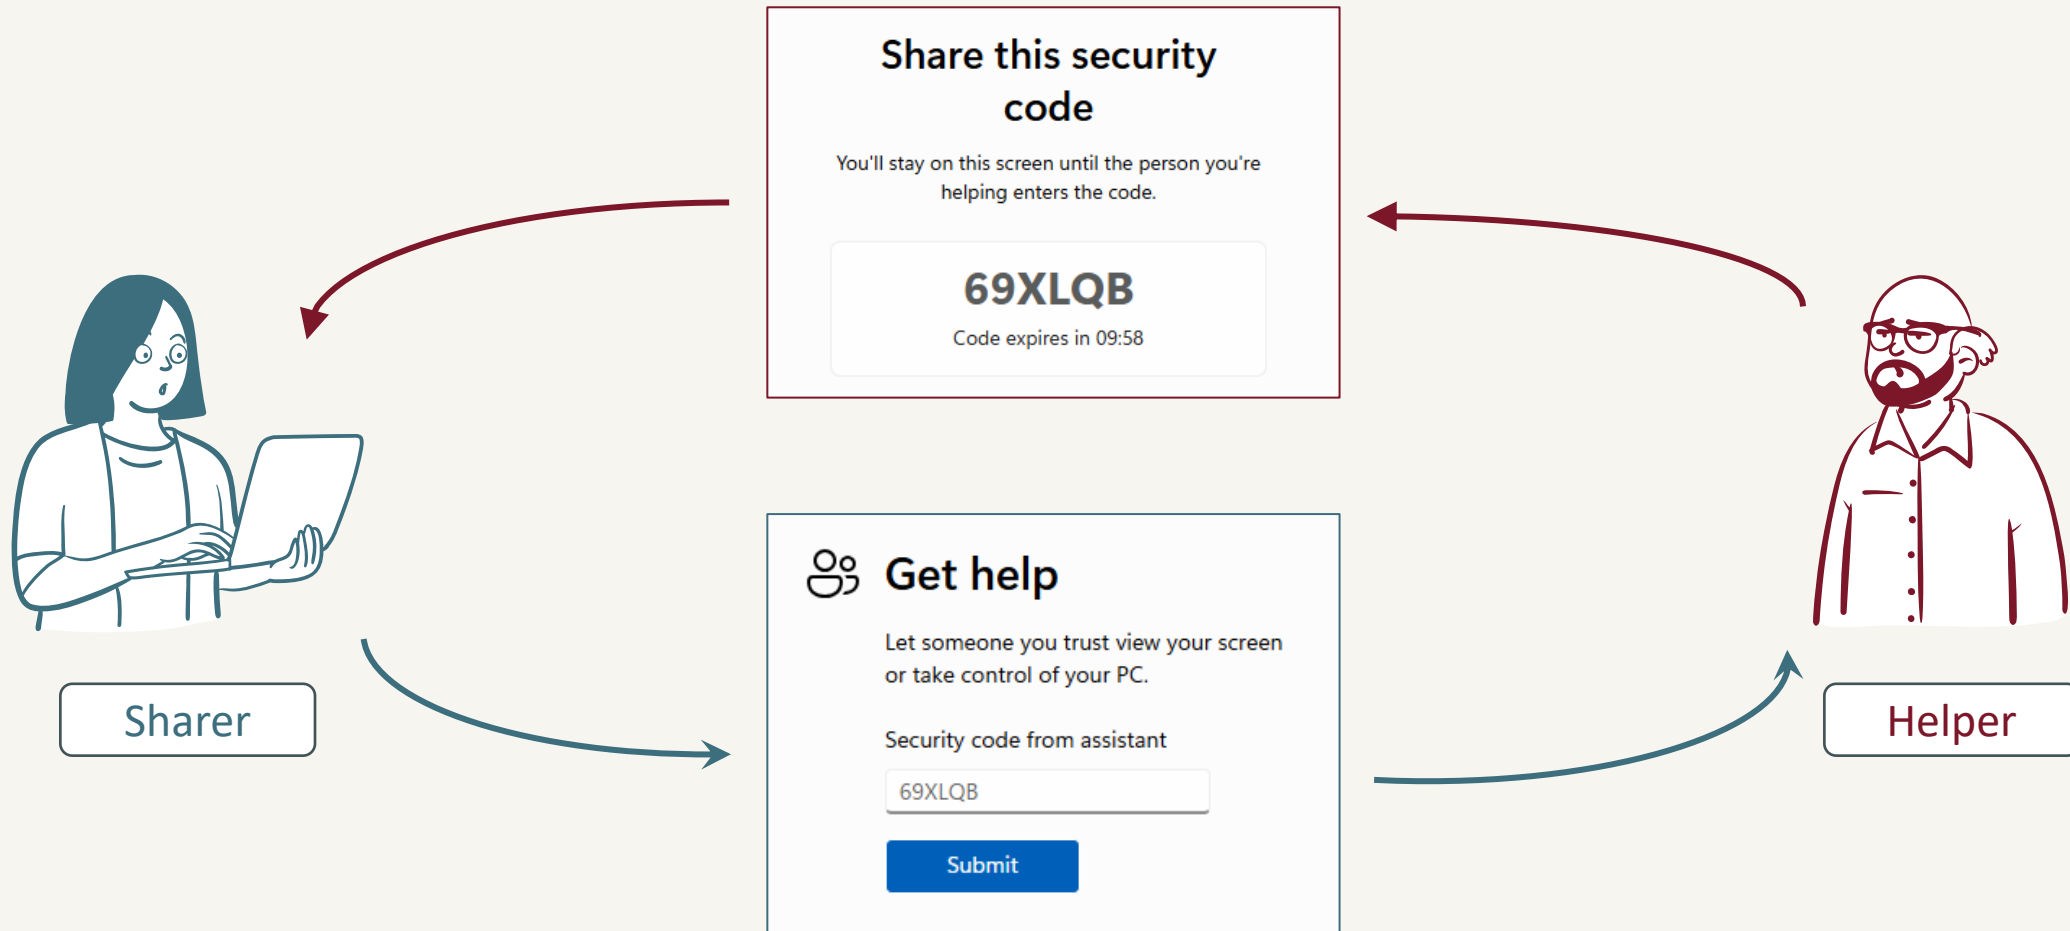 Share this security
code
You'll stay on this screen until the person you're
helping enters the code.
69XLQB
Code expires in 09:58
Get help
Let someone you trust view your screen
or take control of your PC.
Security code from assistant
69XLQB
Submit
Sharer
Helper